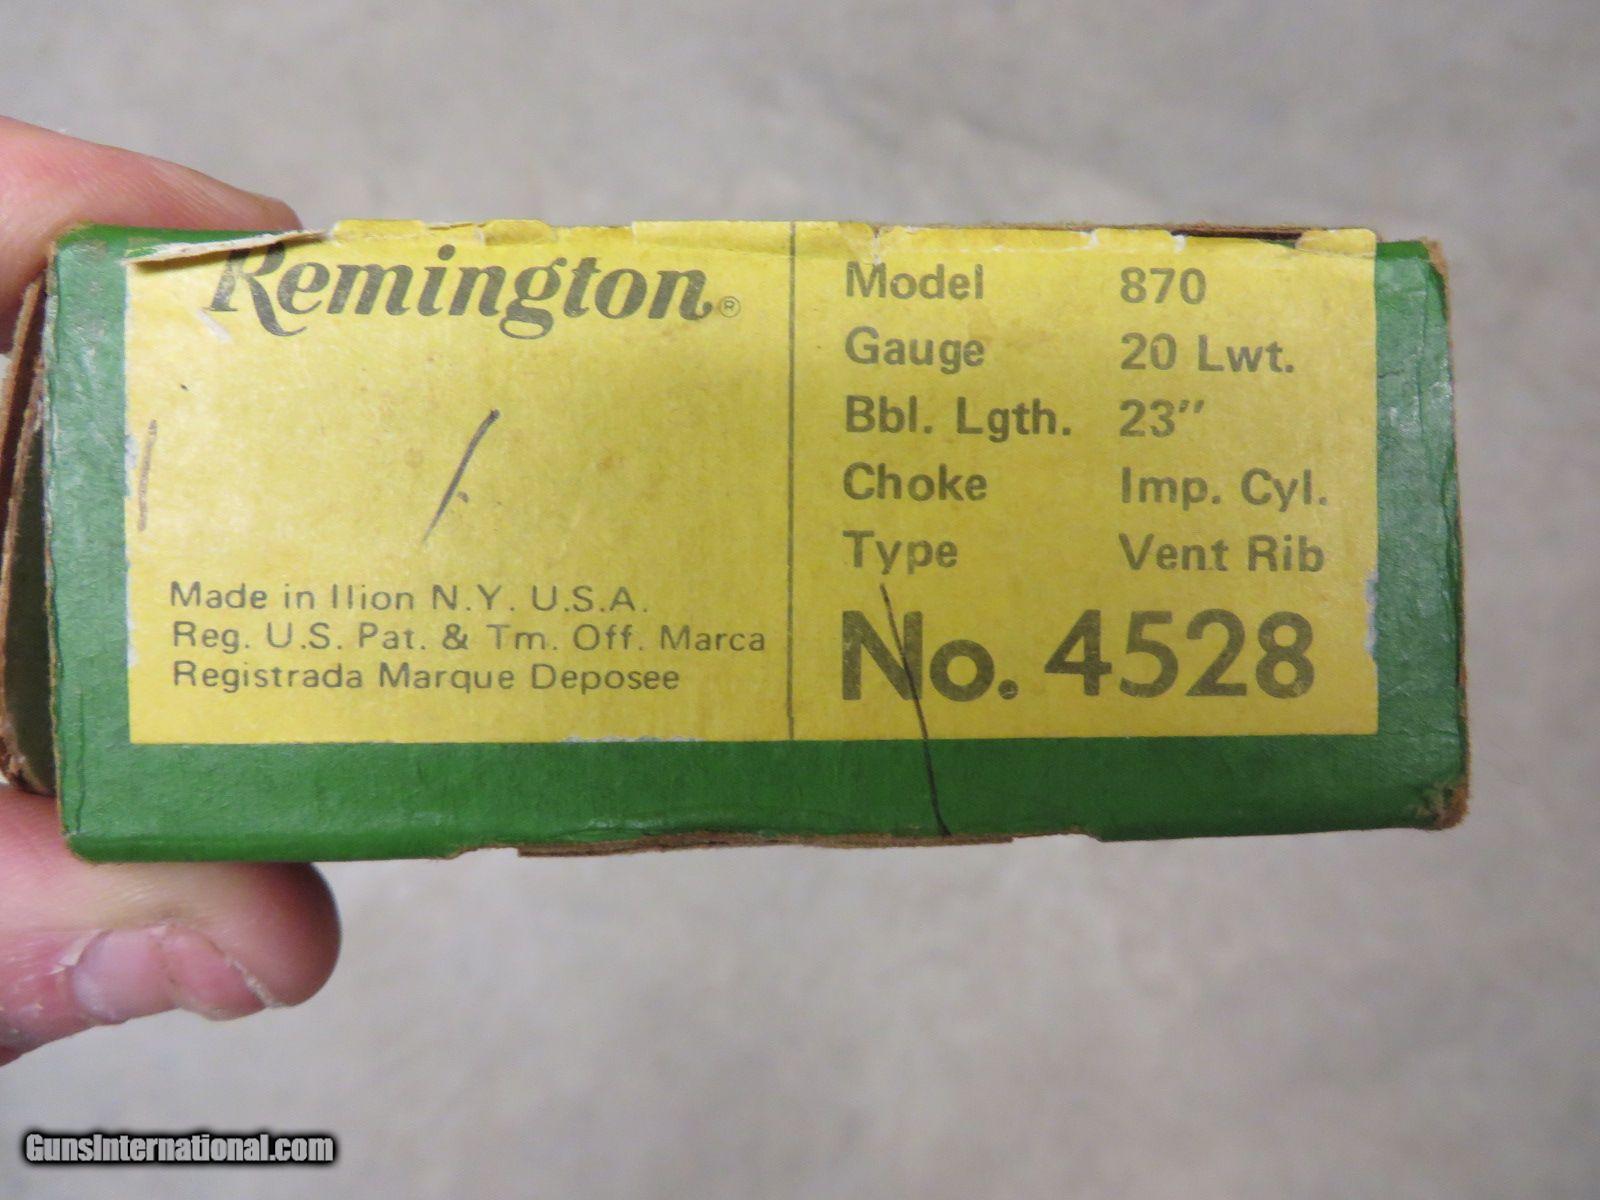 Remington®
Made in Ilion N.Y. U.S.A.
Reg. U.S. Pat. & Tm. Off. Marca
Registrada Marque Deposee
Model 870
Gauge 20 Lwt.
Bbl. Lgth. 23"
Choke Imp. Cyl.
Type Vent Rib
No. 4528
GunsInternational.com